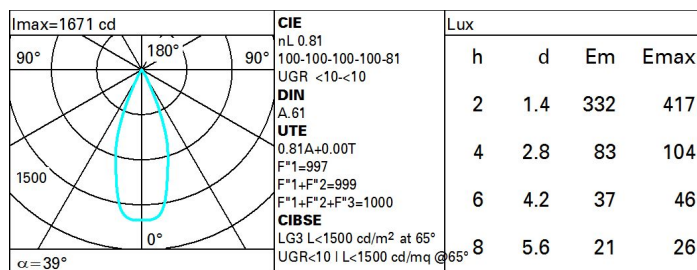 Imax=1671 cd
90° 180° 90°
1500
0°
α=39°
CIE
nL 0.81
100-100-100-100-81
UGR <10-<10
DIN
A.61
UTE
0.81A+0.00T
F"1=997
F"1+F"2=999
F"1+F"2+F"3=1000
CIBSE
LG3 L<1500 cd/m² at 65°
UGR<10 | L<1500 cd/mq @65°
Lux
h d Em Emax
2 1.4 332 417
4 2.8 83 104
6 4.2 37 46
8 5.6 21 26